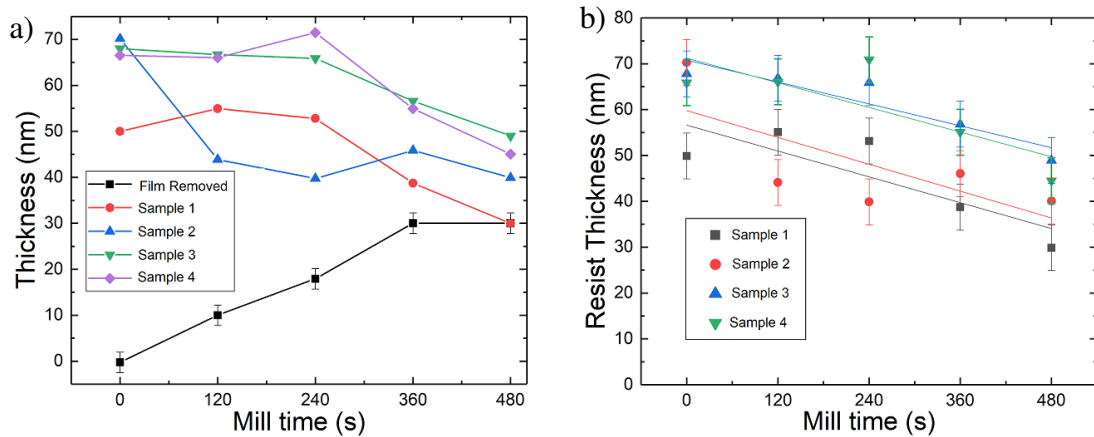 a)
Thickness (nm)
70
60
50
40
30
20
10
0
Film Removed
Sample 1
Sample 2
Sample 3
Sample 4
0 120 240 360 480
Mill time (s)
b)
Resist Thickness (nm)
80
70
60
50
40
30
20
10
0
Sample 1
Sample 2
Sample 3
Sample 4
0 120 240 360 480
Mill time (s)